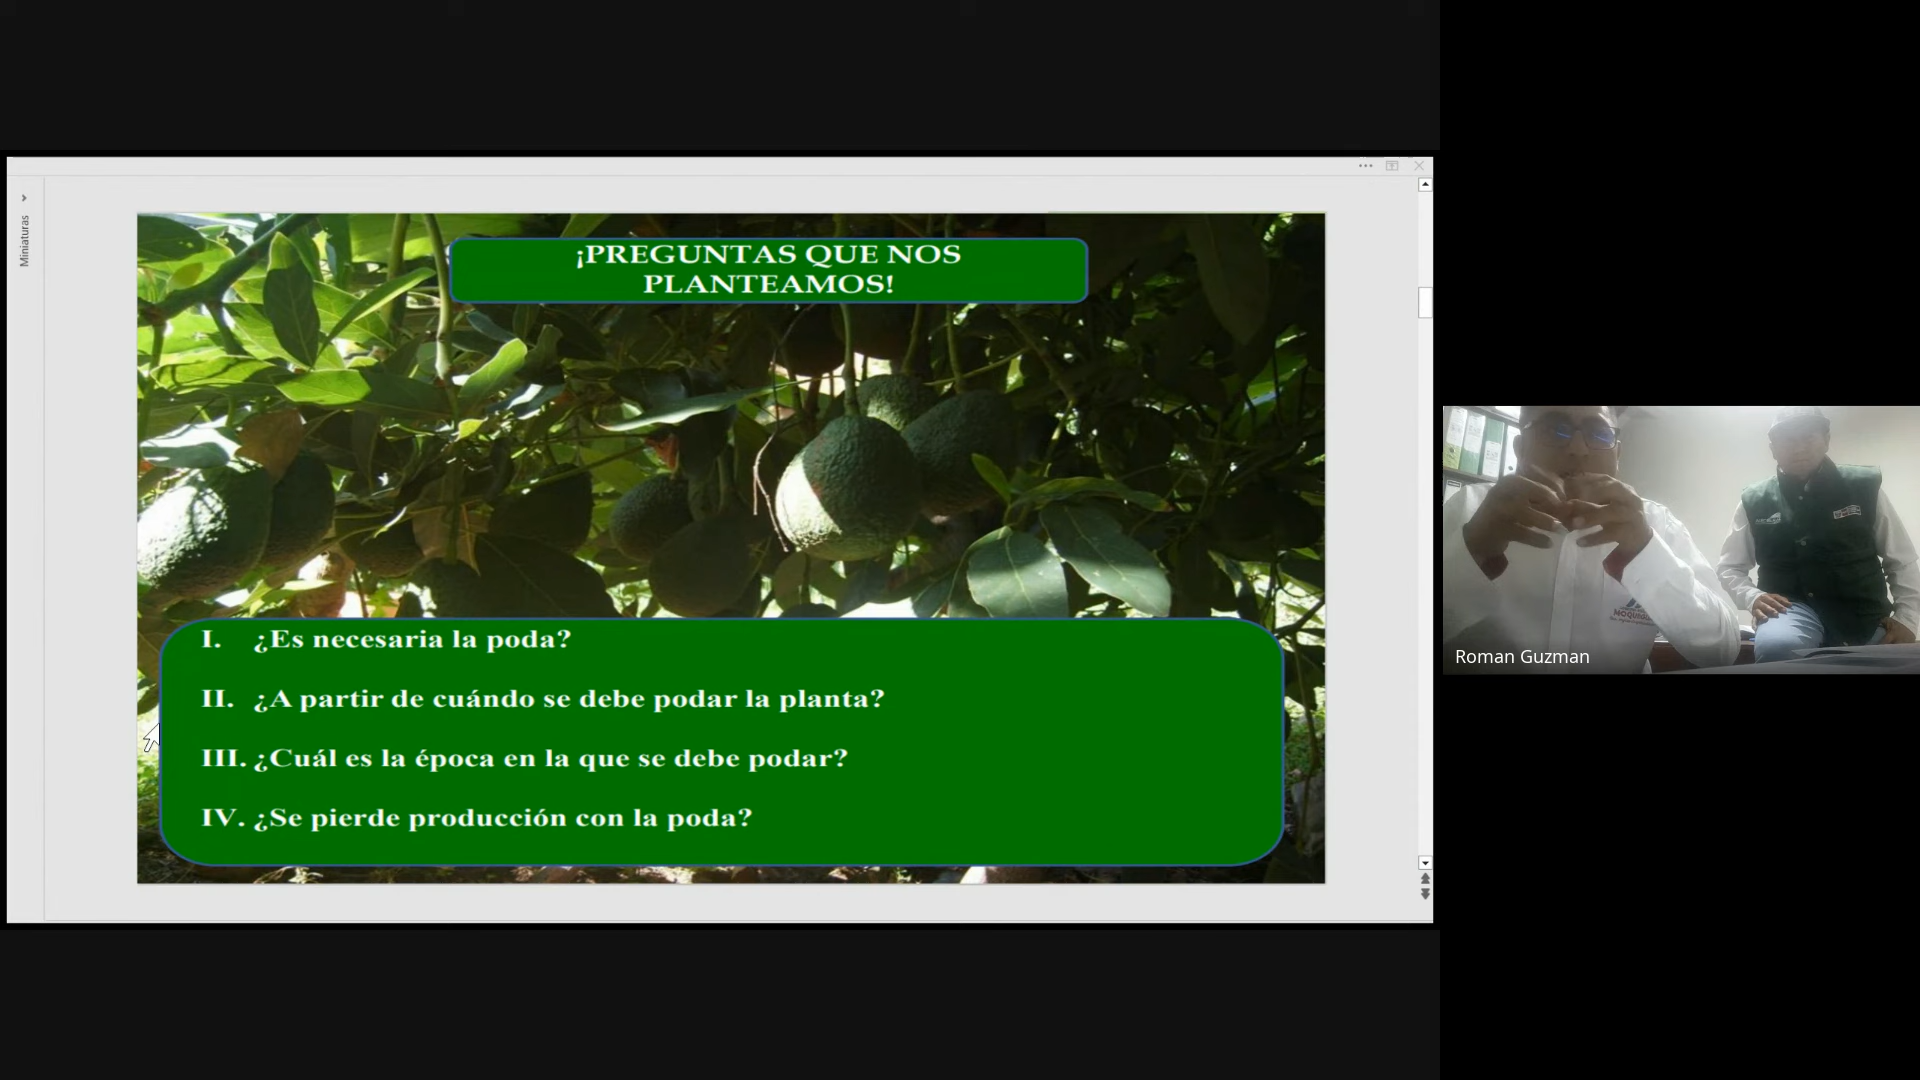 Miniaturas
¡PREGUNTAS QUE NOS
PLANTEAMOS!
I. ¿Es necesaria la poda?
II. ¿A partir de cuándo se debe podar la planta?
III. ¿Cuál es la época en la que se debe podar?
IV. ¿Se pierde producción con la poda?
Roman Guzman